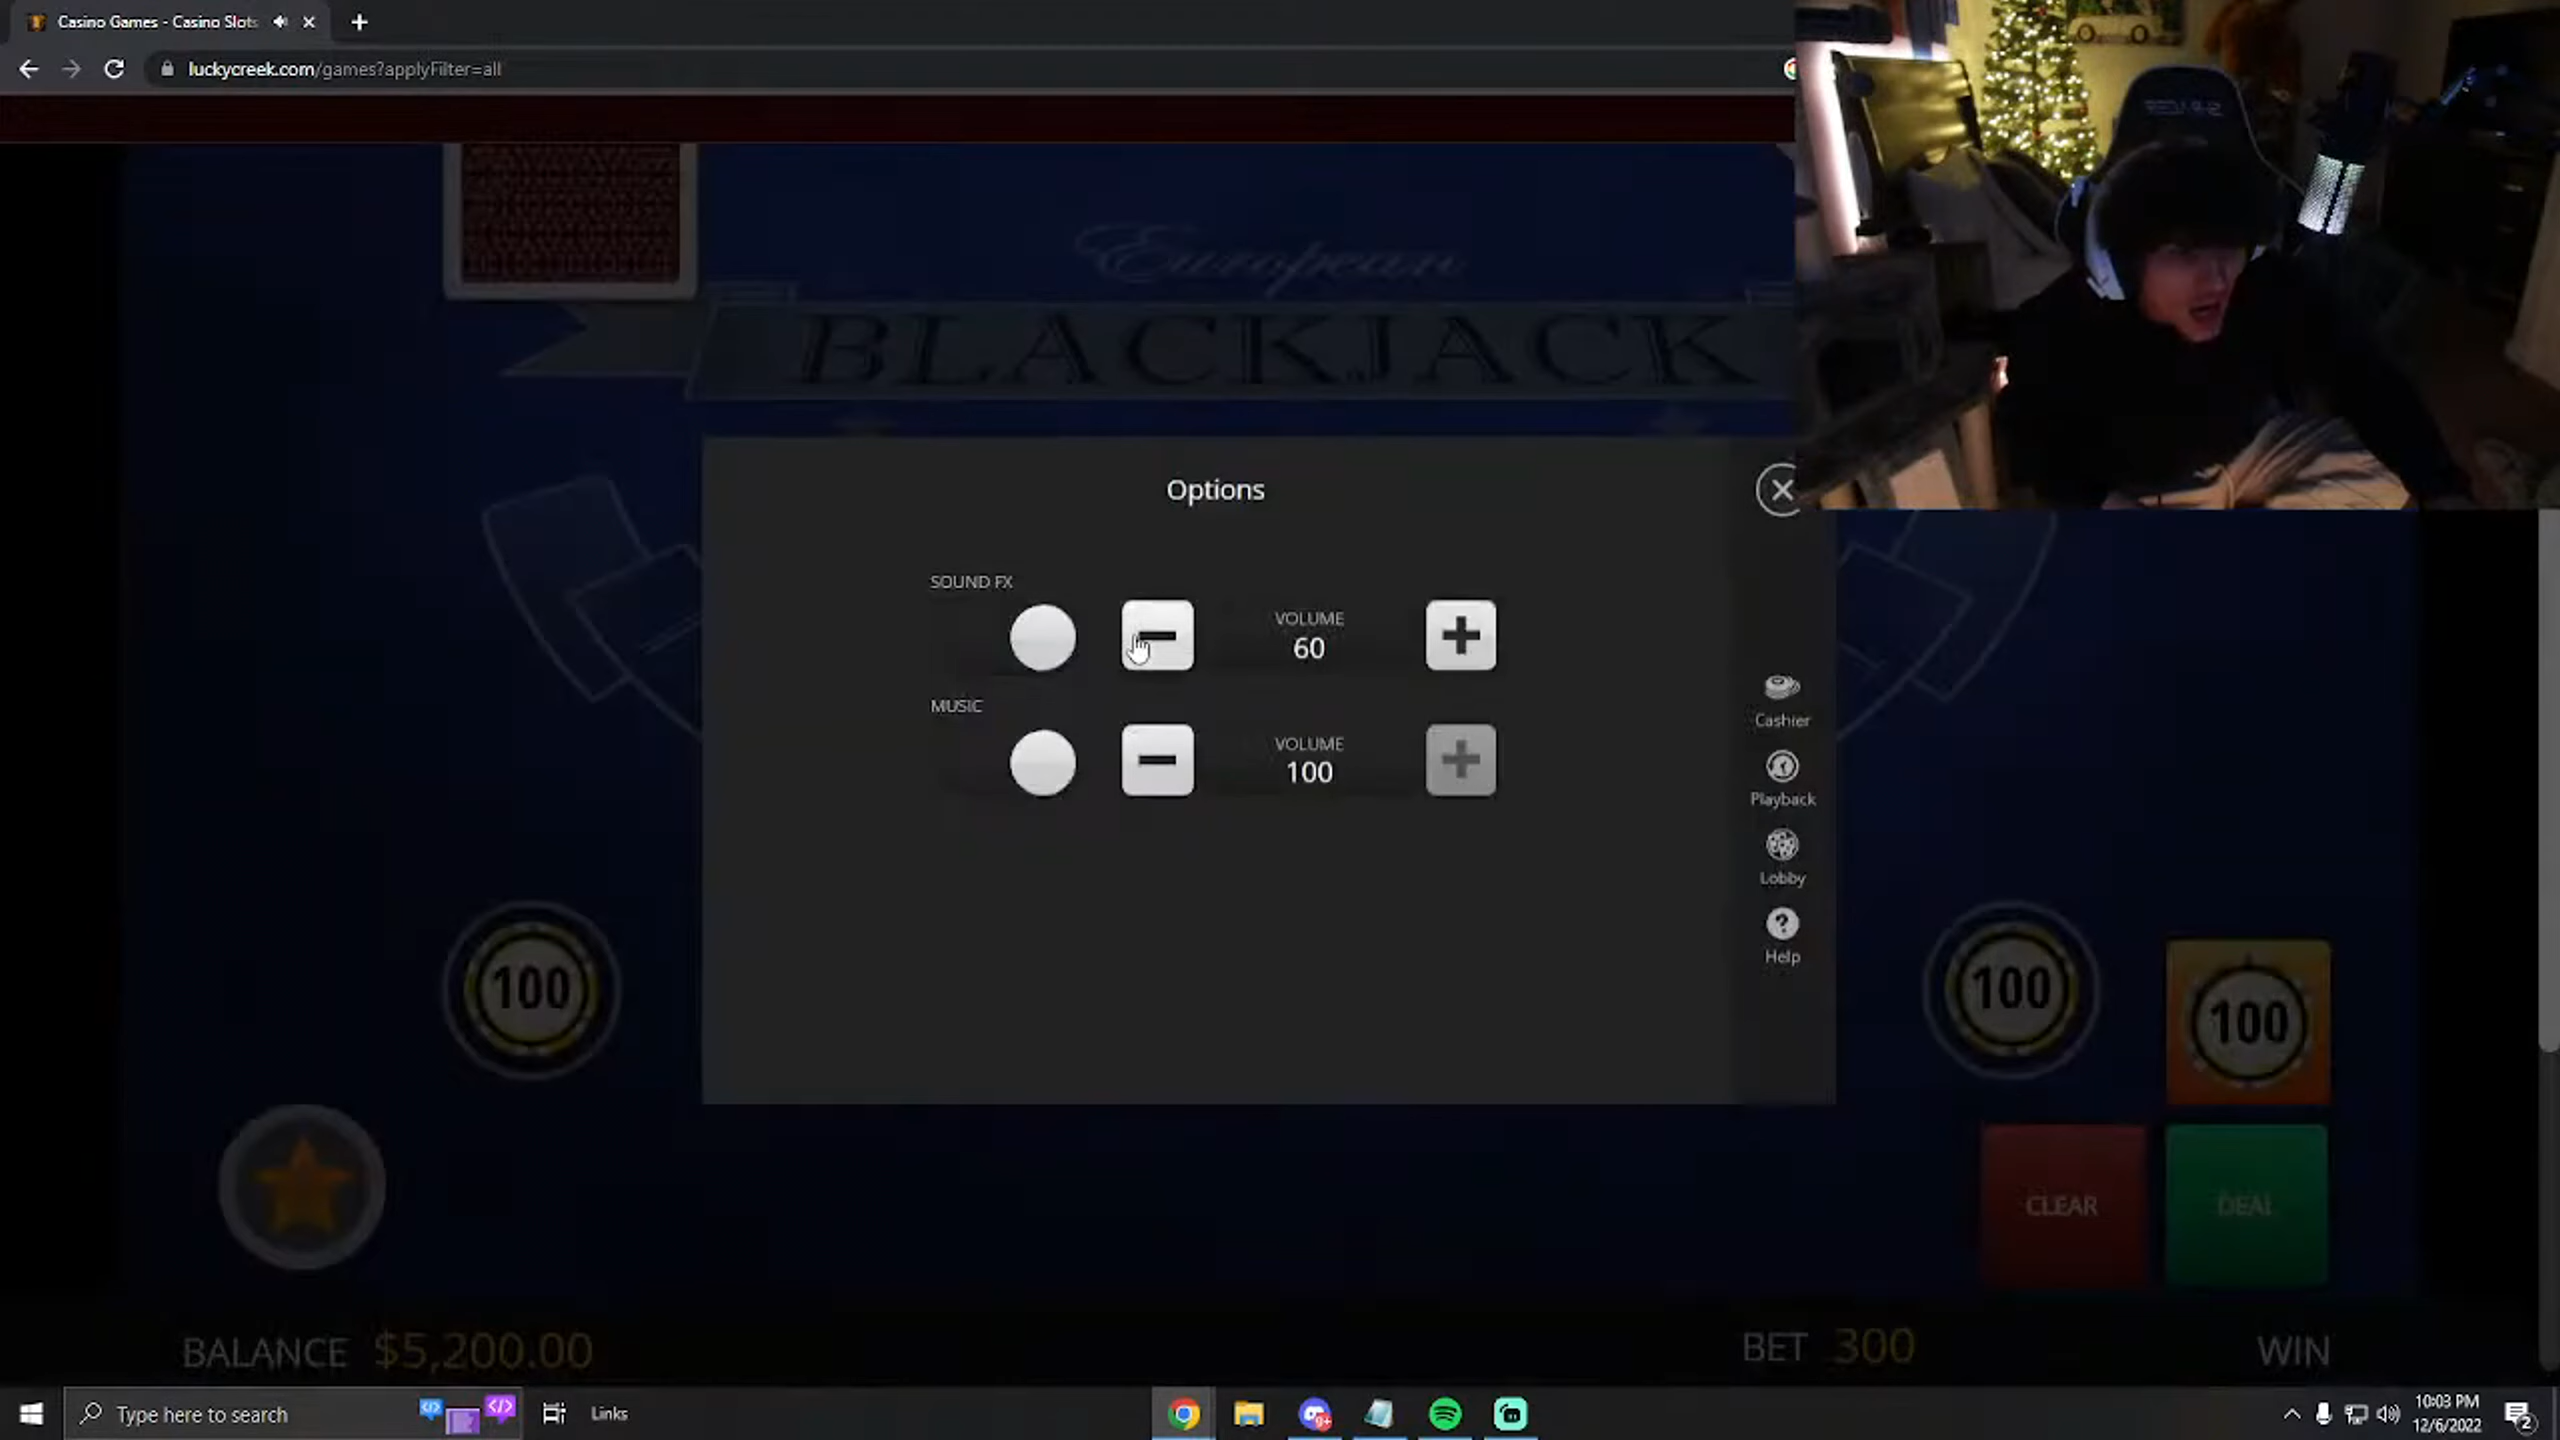 Casino Games - Casino Slots
luckycreek.com/games?applyFilter=all
European
BLACKJACK
Options
SOUND FX
VOLUME
60
MUSIC
VOLUME
100
Cashier
Playback
Lobby
Help
100
100
100
CLEAR
DEAL
BALANCE $5,200.00
BET 300
WIN
Type here to search
Links
9+
10:03 PM
12/6/2022
2